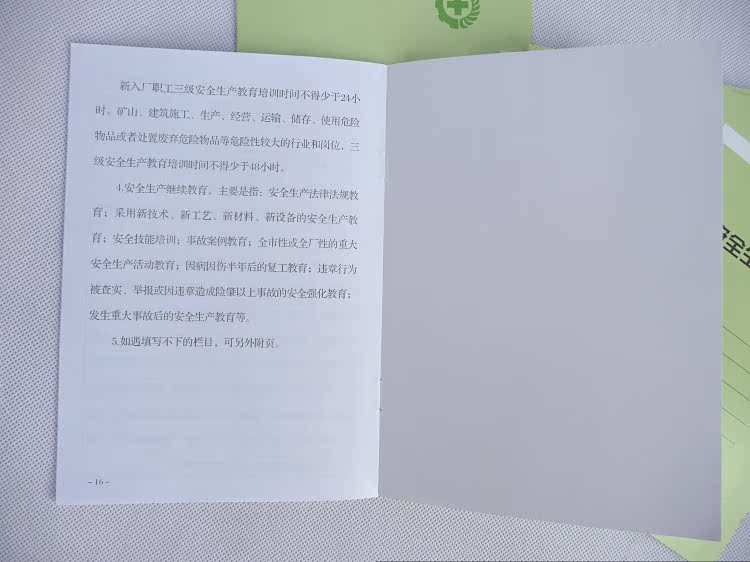 新入厂职工三级安全生产教育培训时间不得少于24小
时。矿山、建筑施工、生产、经营、运输、储存、使用危险
物品或者处置废弃危险物品等危险性较大的行业和岗位，三
级安全生产教育培训时间不得少于48小时。
4.安全生产继续教育，主要是指：安全生产法律法规教
育；采用新技术、新工艺、新材料、新设备的安全生产教
育；安全技能培训；事故案例教育；全市性或全厂性的重大
安全生产活动教育；因病因伤半年后的复工教育；违章行为
被查实、举报或因违章造成险肇以上事故的安全强化教育；
发生重大事故后的安全生产教育等。
5.如遇填写不下的栏目，可另外附页。
-16-
安全生